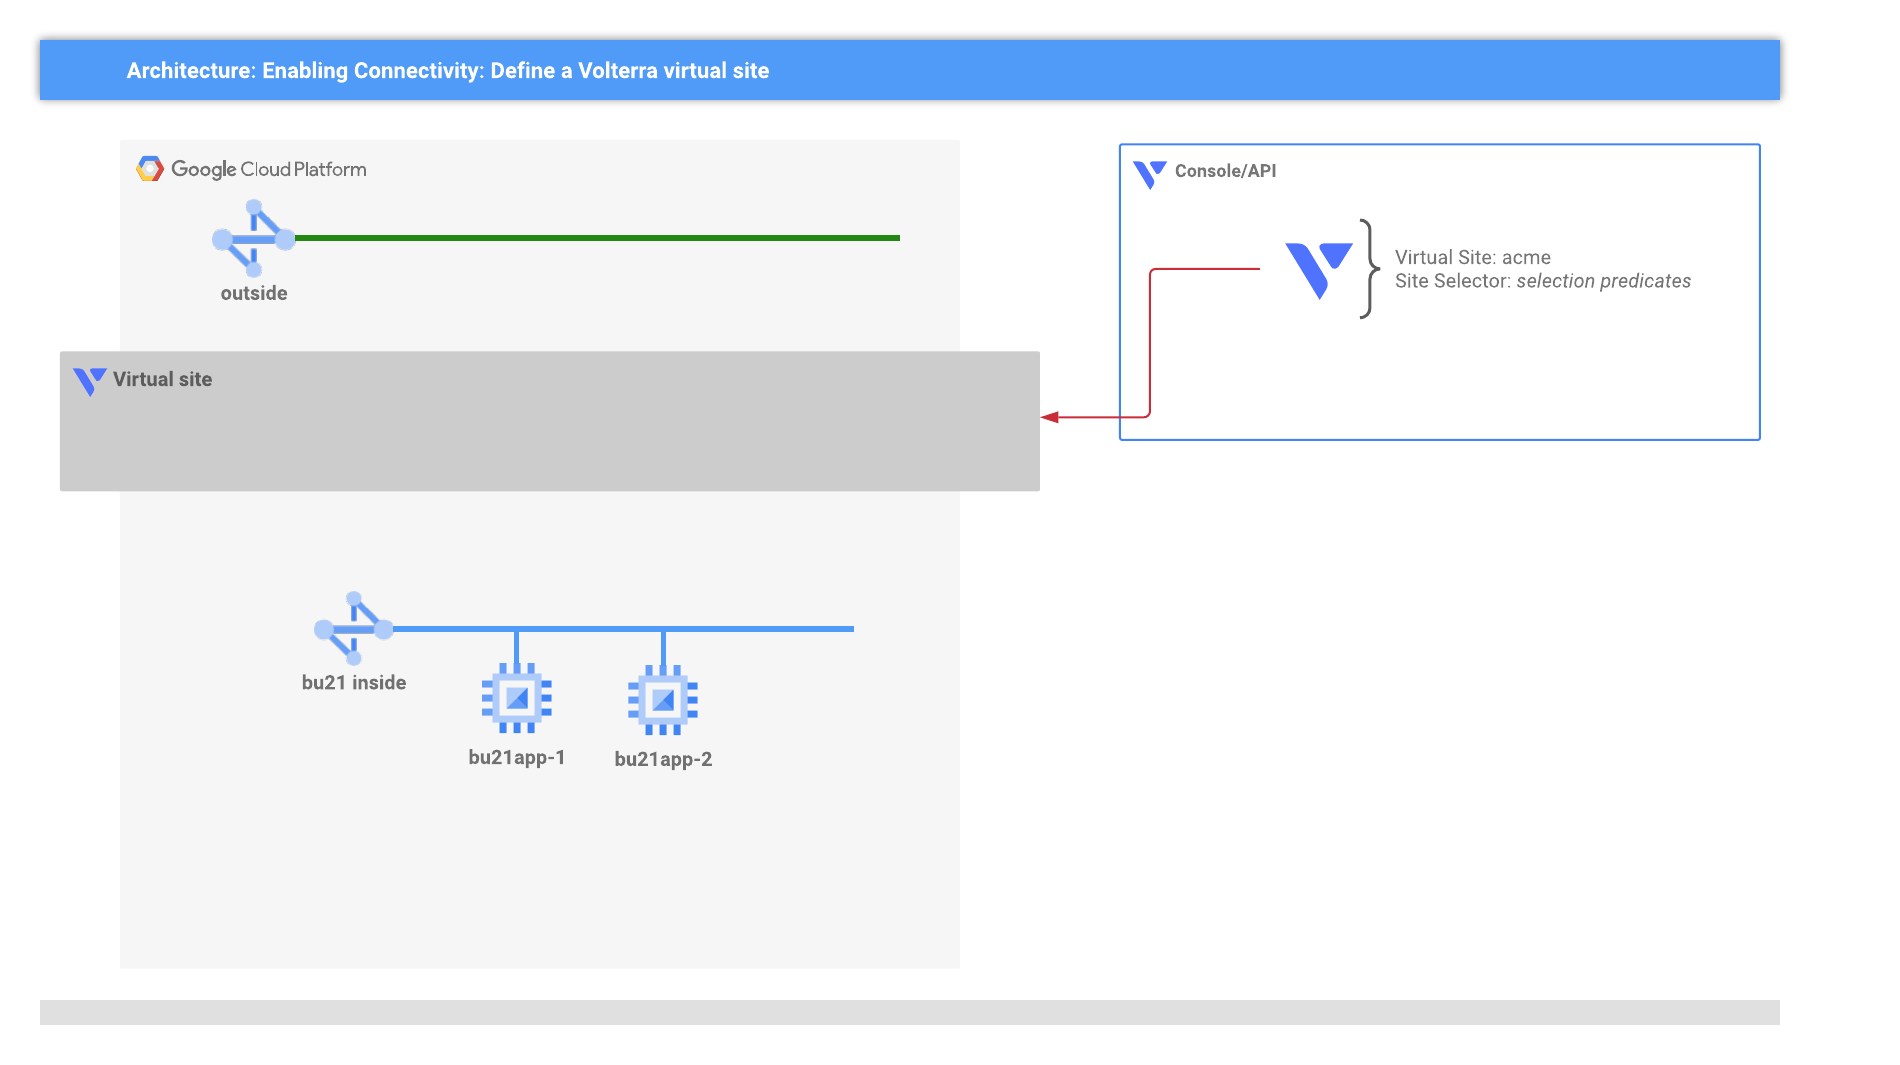 Architecture: Enabling Connectivity: Define a Volterra virtual site
Google Cloud Platform
outside
Virtual site
bu21 inside
bu21app-1
bu21app-2
Console/API
Virtual Site: acme
Site Selector: selection predicates